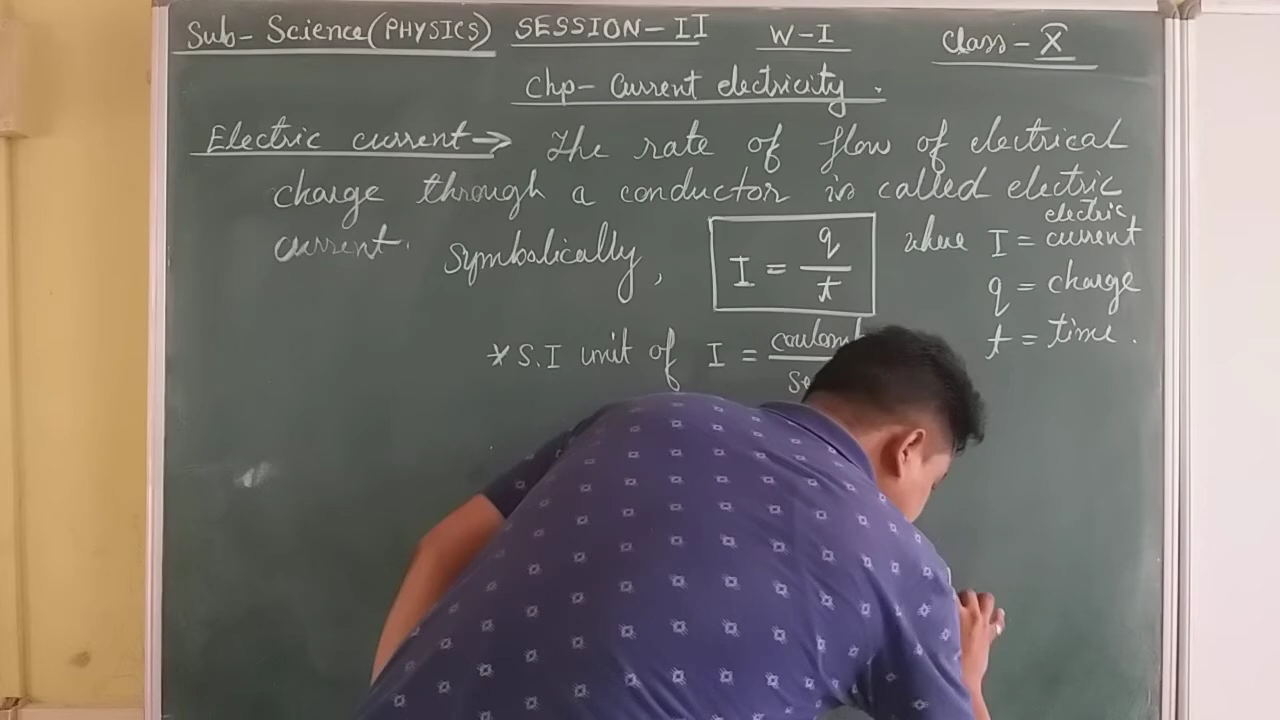 Sub- Science (PHYSICS) SESSION-II W-I Class-X
Chp- Current electricity.
Electric current → The rate of flow of electrical
charge through a conductor is called electric
current. Symbolically, I = q/t where I = electric current
q = charge
t = time.
* S.I unit of I =